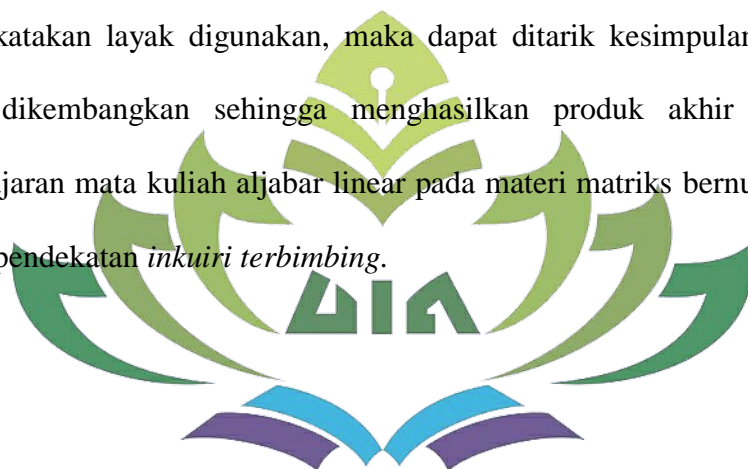 katakan layak digunakan, maka dapat ditarik kesimpulan
dikembangkan sehingga menghasilkan produk akhir
jaran mata kuliah aljabar linear pada materi matriks bernu
pendekatan inkuiri terbimbing.
UIN